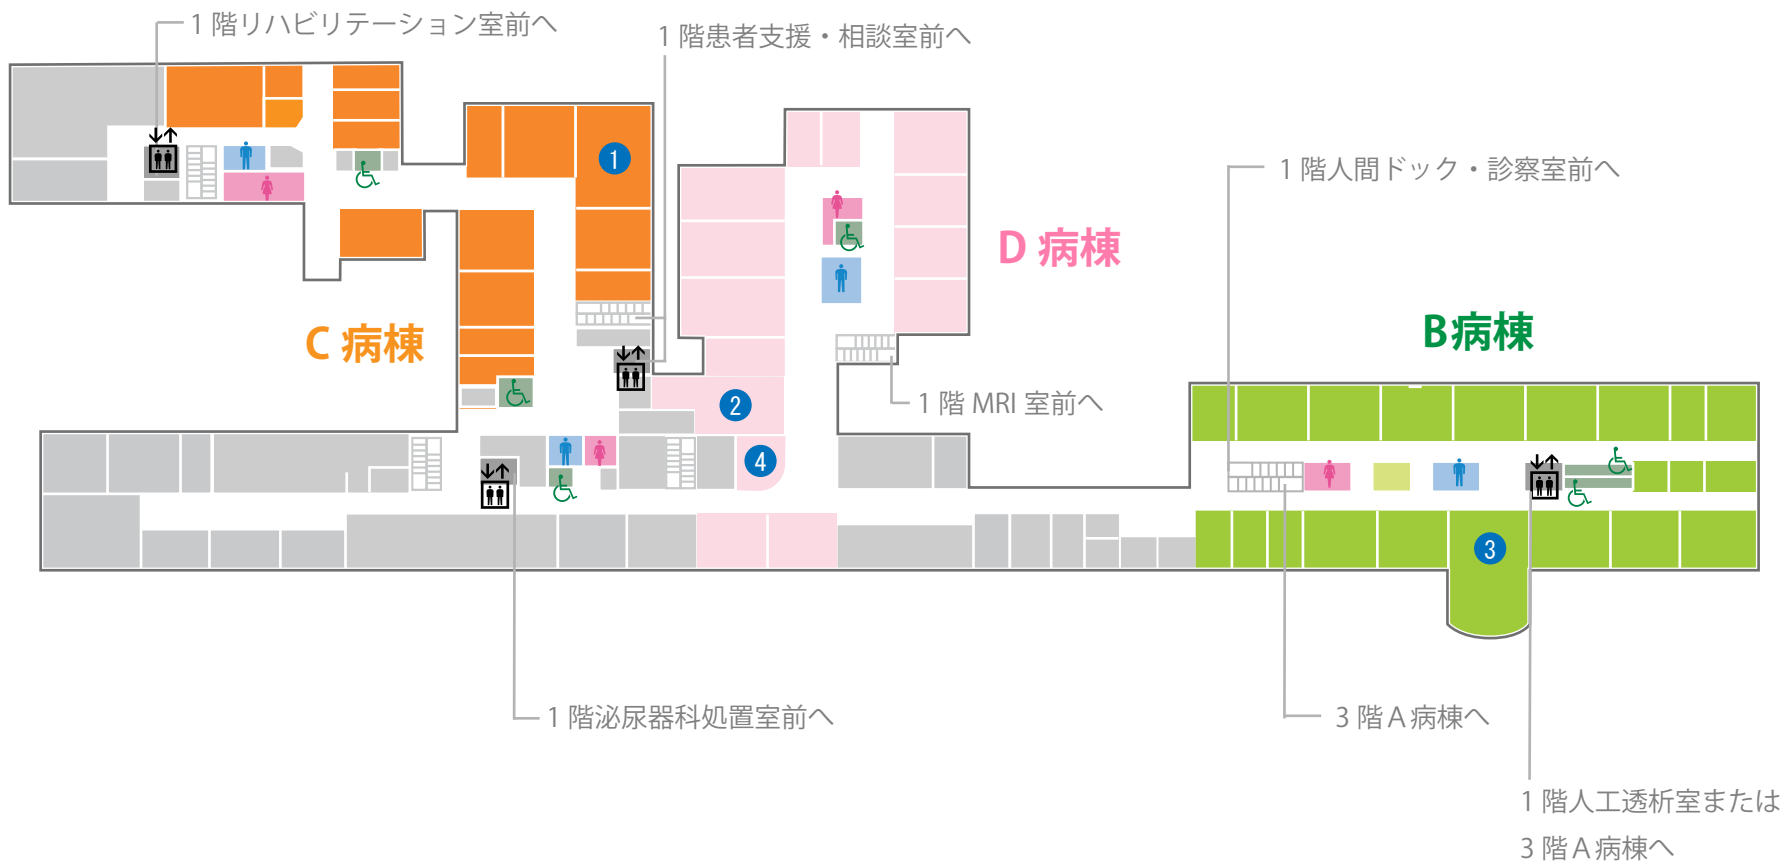 1階リハビリテーション室前へ
1階患者支援・相談室前へ
1
1階人間ドック・診察室前へ
D 病棟
C 病棟
B病棟
2
1階 MRI 室前へ
4
3
1階泌尿器科処置室前へ
3階A病棟へ
1階人工透析室または
3階A病棟へ